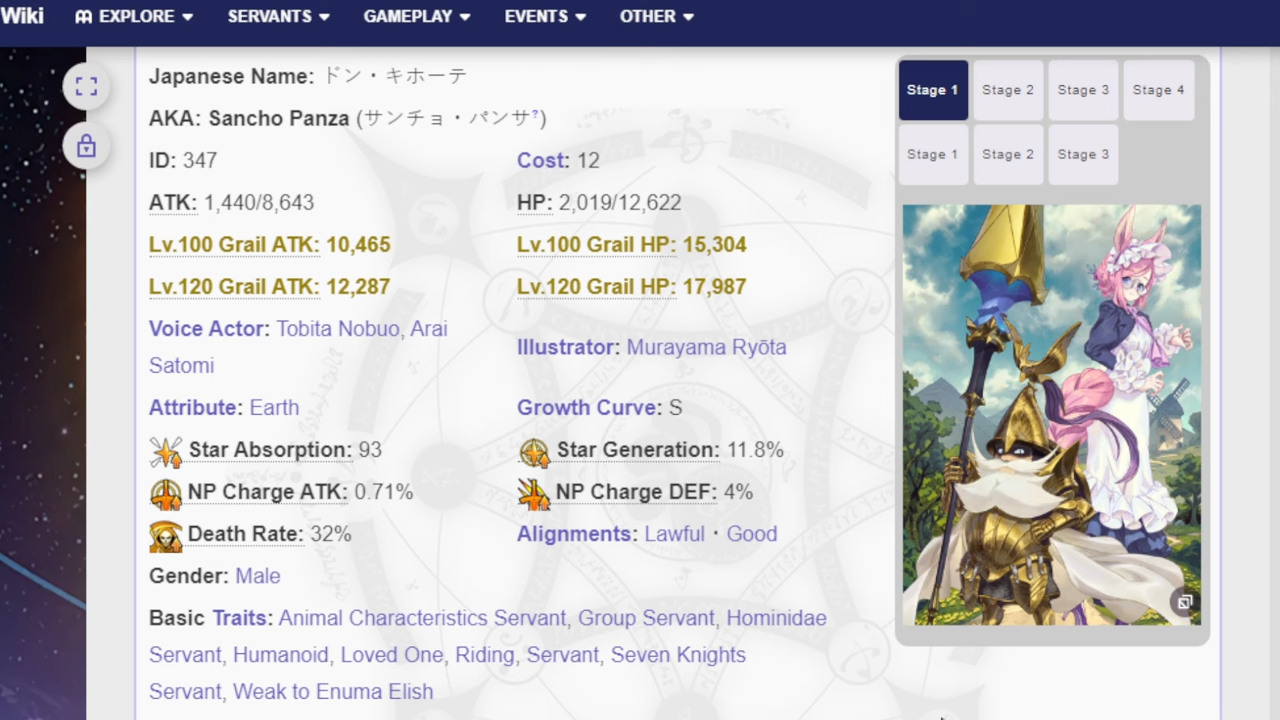 Wiki EXPLORE SERVANTS GAMEPLAY EVENTS OTHER
Japanese Name: ドン・キホーテ
AKA: Sancho Panza (サンチョ・パンサ?)
ID: 347 Cost: 12
ATK: 1,440/8,643 HP: 2,019/12,622
Lv.100 Grail ATK: 10,465 Lv.100 Grail HP: 15,304
Lv.120 Grail ATK: 12,287 Lv.120 Grail HP: 17,987
Voice Actor: Tobita Nobuo, Arai
Satomi
Illustrator: Murayama Ryōta
Attribute: Earth Growth Curve: S
Star Absorption: 93 Star Generation: 11.8%
NP Charge ATK: 0.71% NP Charge DEF: 4%
Death Rate: 32% Alignments: Lawful・Good
Gender: Male
Basic Traits: Animal Characteristics Servant, Group Servant, Hominidae
Servant, Humanoid, Loved One, Riding, Servant, Seven Knights
Servant, Weak to Enuma Elish
Stage 1 Stage 2 Stage 3 Stage 4
Stage 1 Stage 2 Stage 3